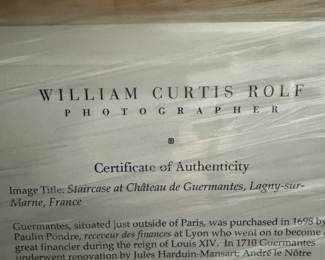 WILLIAM CURTIS ROLF
PHOTOGRAPHER
Certificate of Authenticity
Image Title: Staircase at Château de Guermantes, Lagny-sur-
Marne, France
Guermantes, situated just outside of Paris, was purchased in 1698 by
Paulin Pondre, receveur des finances at Lyon who went on to become a
great financier during the reign of Louis XIV. In 1710 Guermantes
underwent renovation by Jules Harduin-Mansart; André le Nôtre